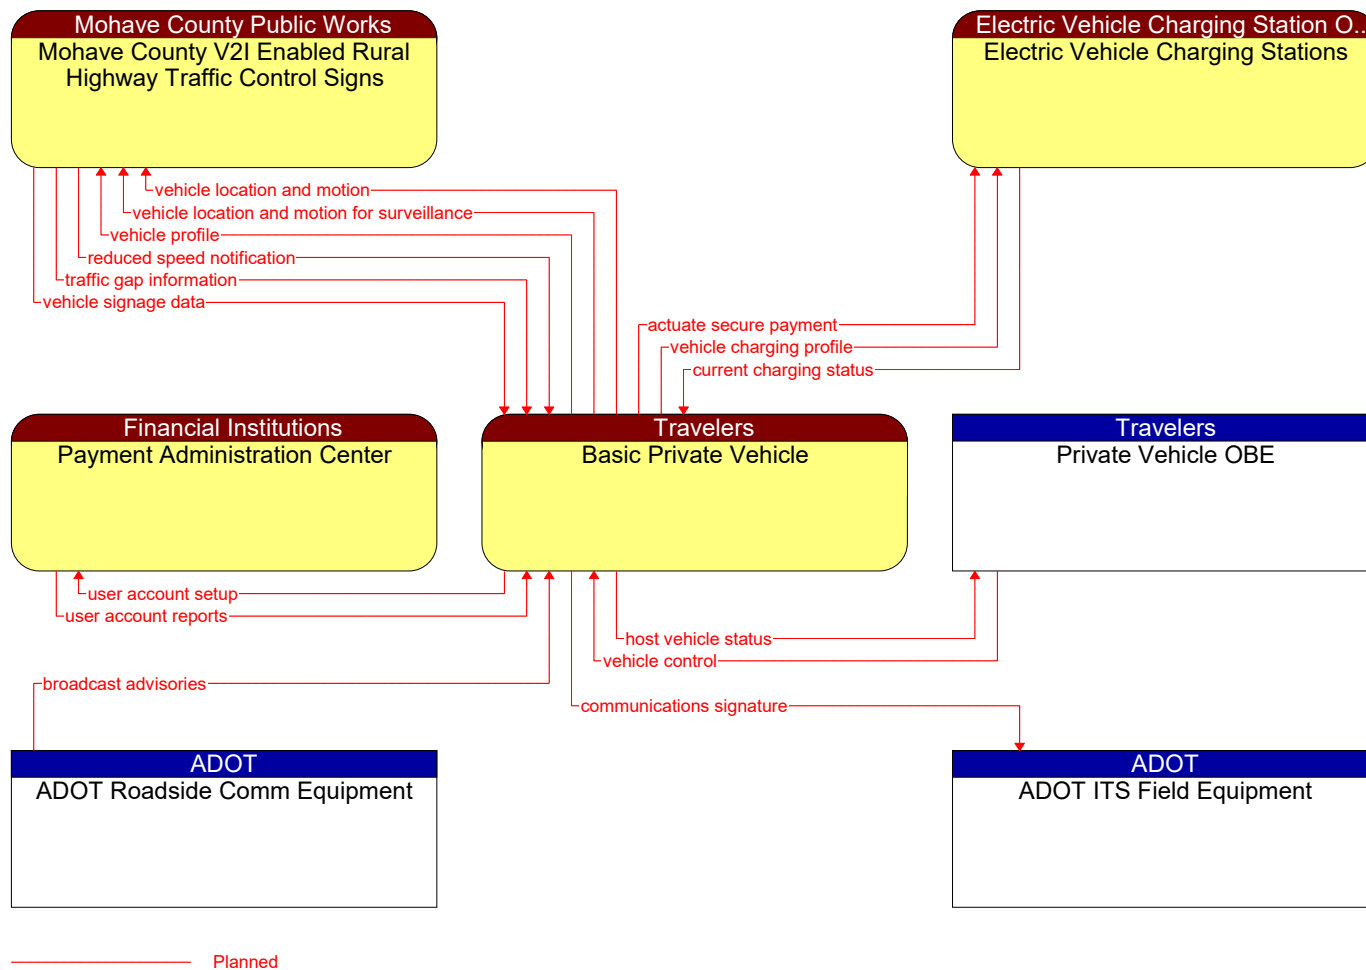 Mohave County Public Works
Mohave County V2I Enabled Rural
Highway Traffic Control Signs
Electric Vehicle Charging Station O..
Electric Vehicle Charging Stations
vehicle location and motion
vehicle location and motion for surveillance
vehicle profile
reduced speed notification
traffic gap information
vehicle signage data
actuate secure payment
vehicle charging profile
current charging status
Financial Institutions
Payment Administration Center
Travelers
Basic Private Vehicle
Travelers
Private Vehicle OBE
user account setup
user account reports
host vehicle status
vehicle control
broadcast advisories
communications signature
ADOT
ADOT Roadside Comm Equipment
ADOT
ADOT ITS Field Equipment
Planned